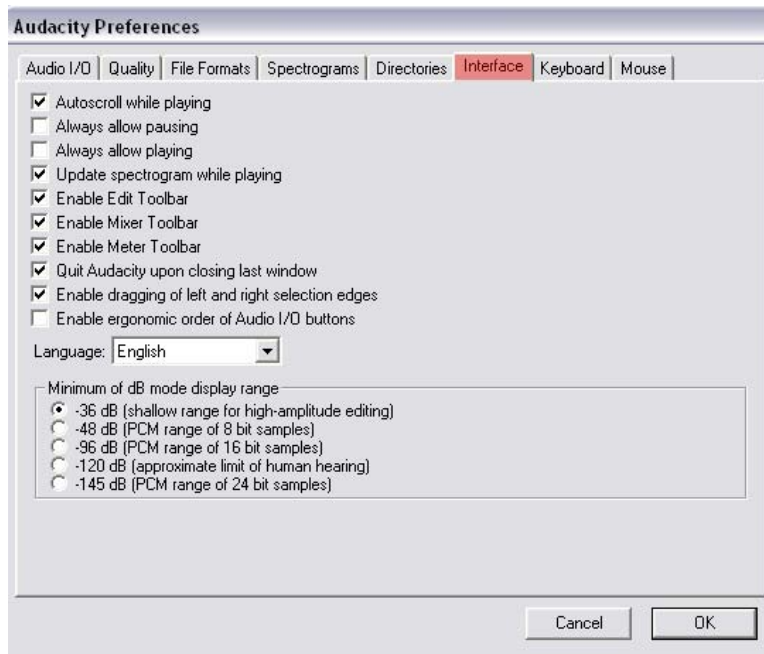 Audacity Preferences
Audio I/O Quality File Formats Spectrograms Directories Interface Keyboard Mouse
Autoscroll while playing
Always allow pausing
Always allow playing
Update spectrogram while playing
Enable Edit Toolbar
Enable Mixer Toolbar
Enable Meter Toolbar
Quit Audacity upon closing last window
Enable dragging of left and right selection edges
Enable ergonomic order of Audio I/O buttons
Language: English
Minimum of dB mode display range
-36 dB (shallow range for high-amplitude editing)
-48 dB (PCM range of 8 bit samples)
-96 dB (PCM range of 16 bit samples)
-120 dB (approximate limit of human hearing)
-145 dB (PCM range of 24 bit samples)
Cancel OK